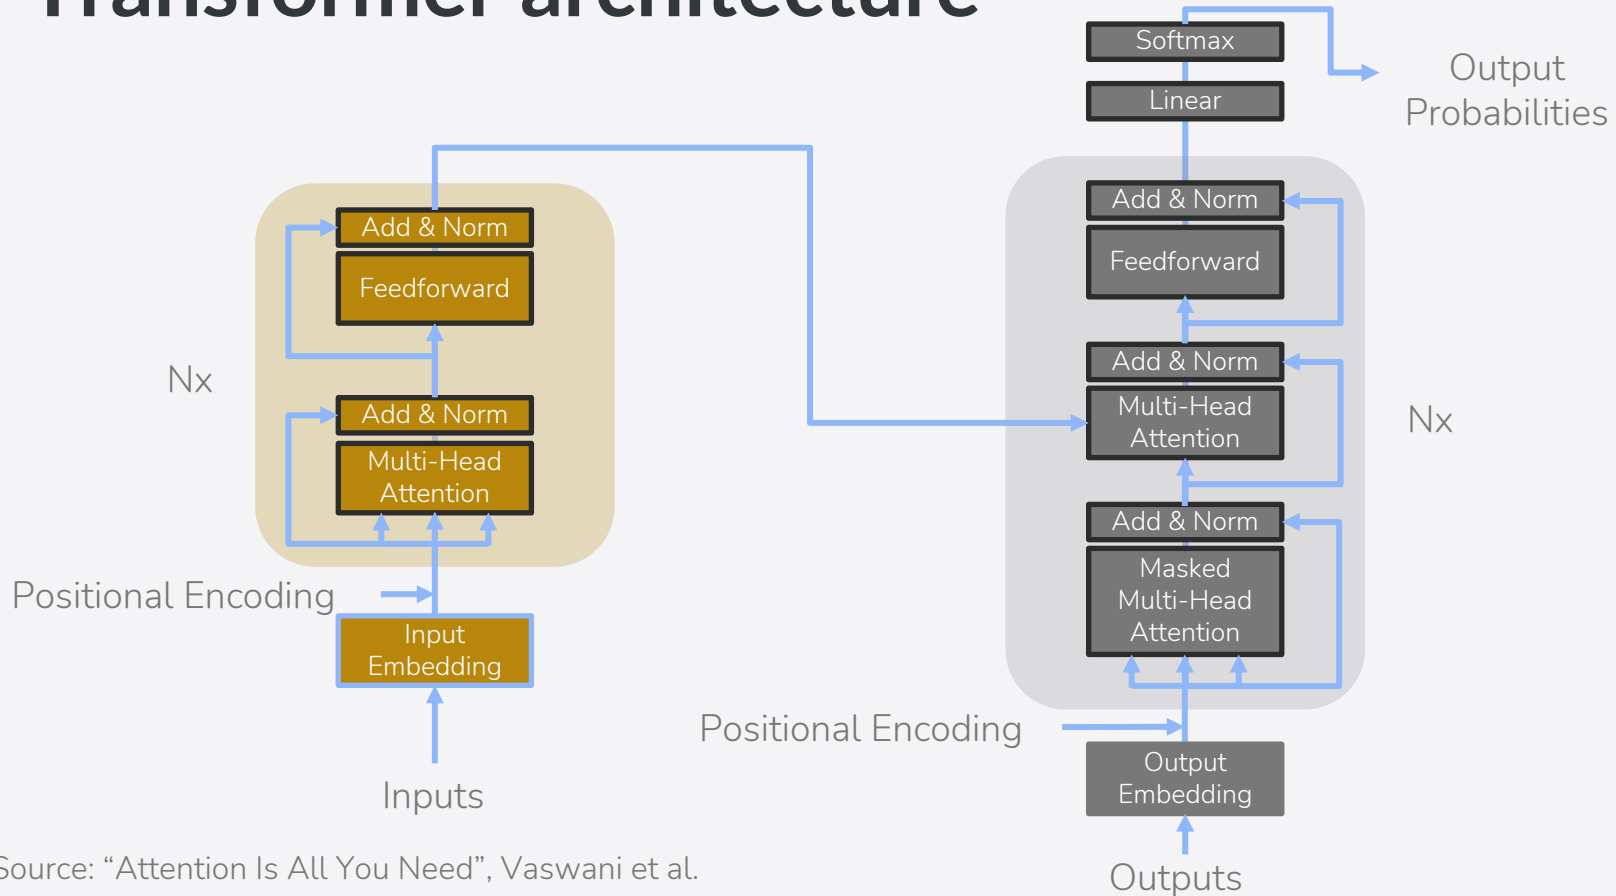 Transformer architecture
Softmax
Linear
Output
Probabilities
Add & Norm
Feedforward
Add & Norm
Multi-Head
Attention
Add & Norm
Masked
Multi-Head
Attention
Nx
Positional Encoding
Output
Embedding
Outputs
Add & Norm
Feedforward
Nx
Add & Norm
Multi-Head
Attention
Positional Encoding
Input
Embedding
Inputs
Source: “Attention Is All You Need”, Vaswani et al.